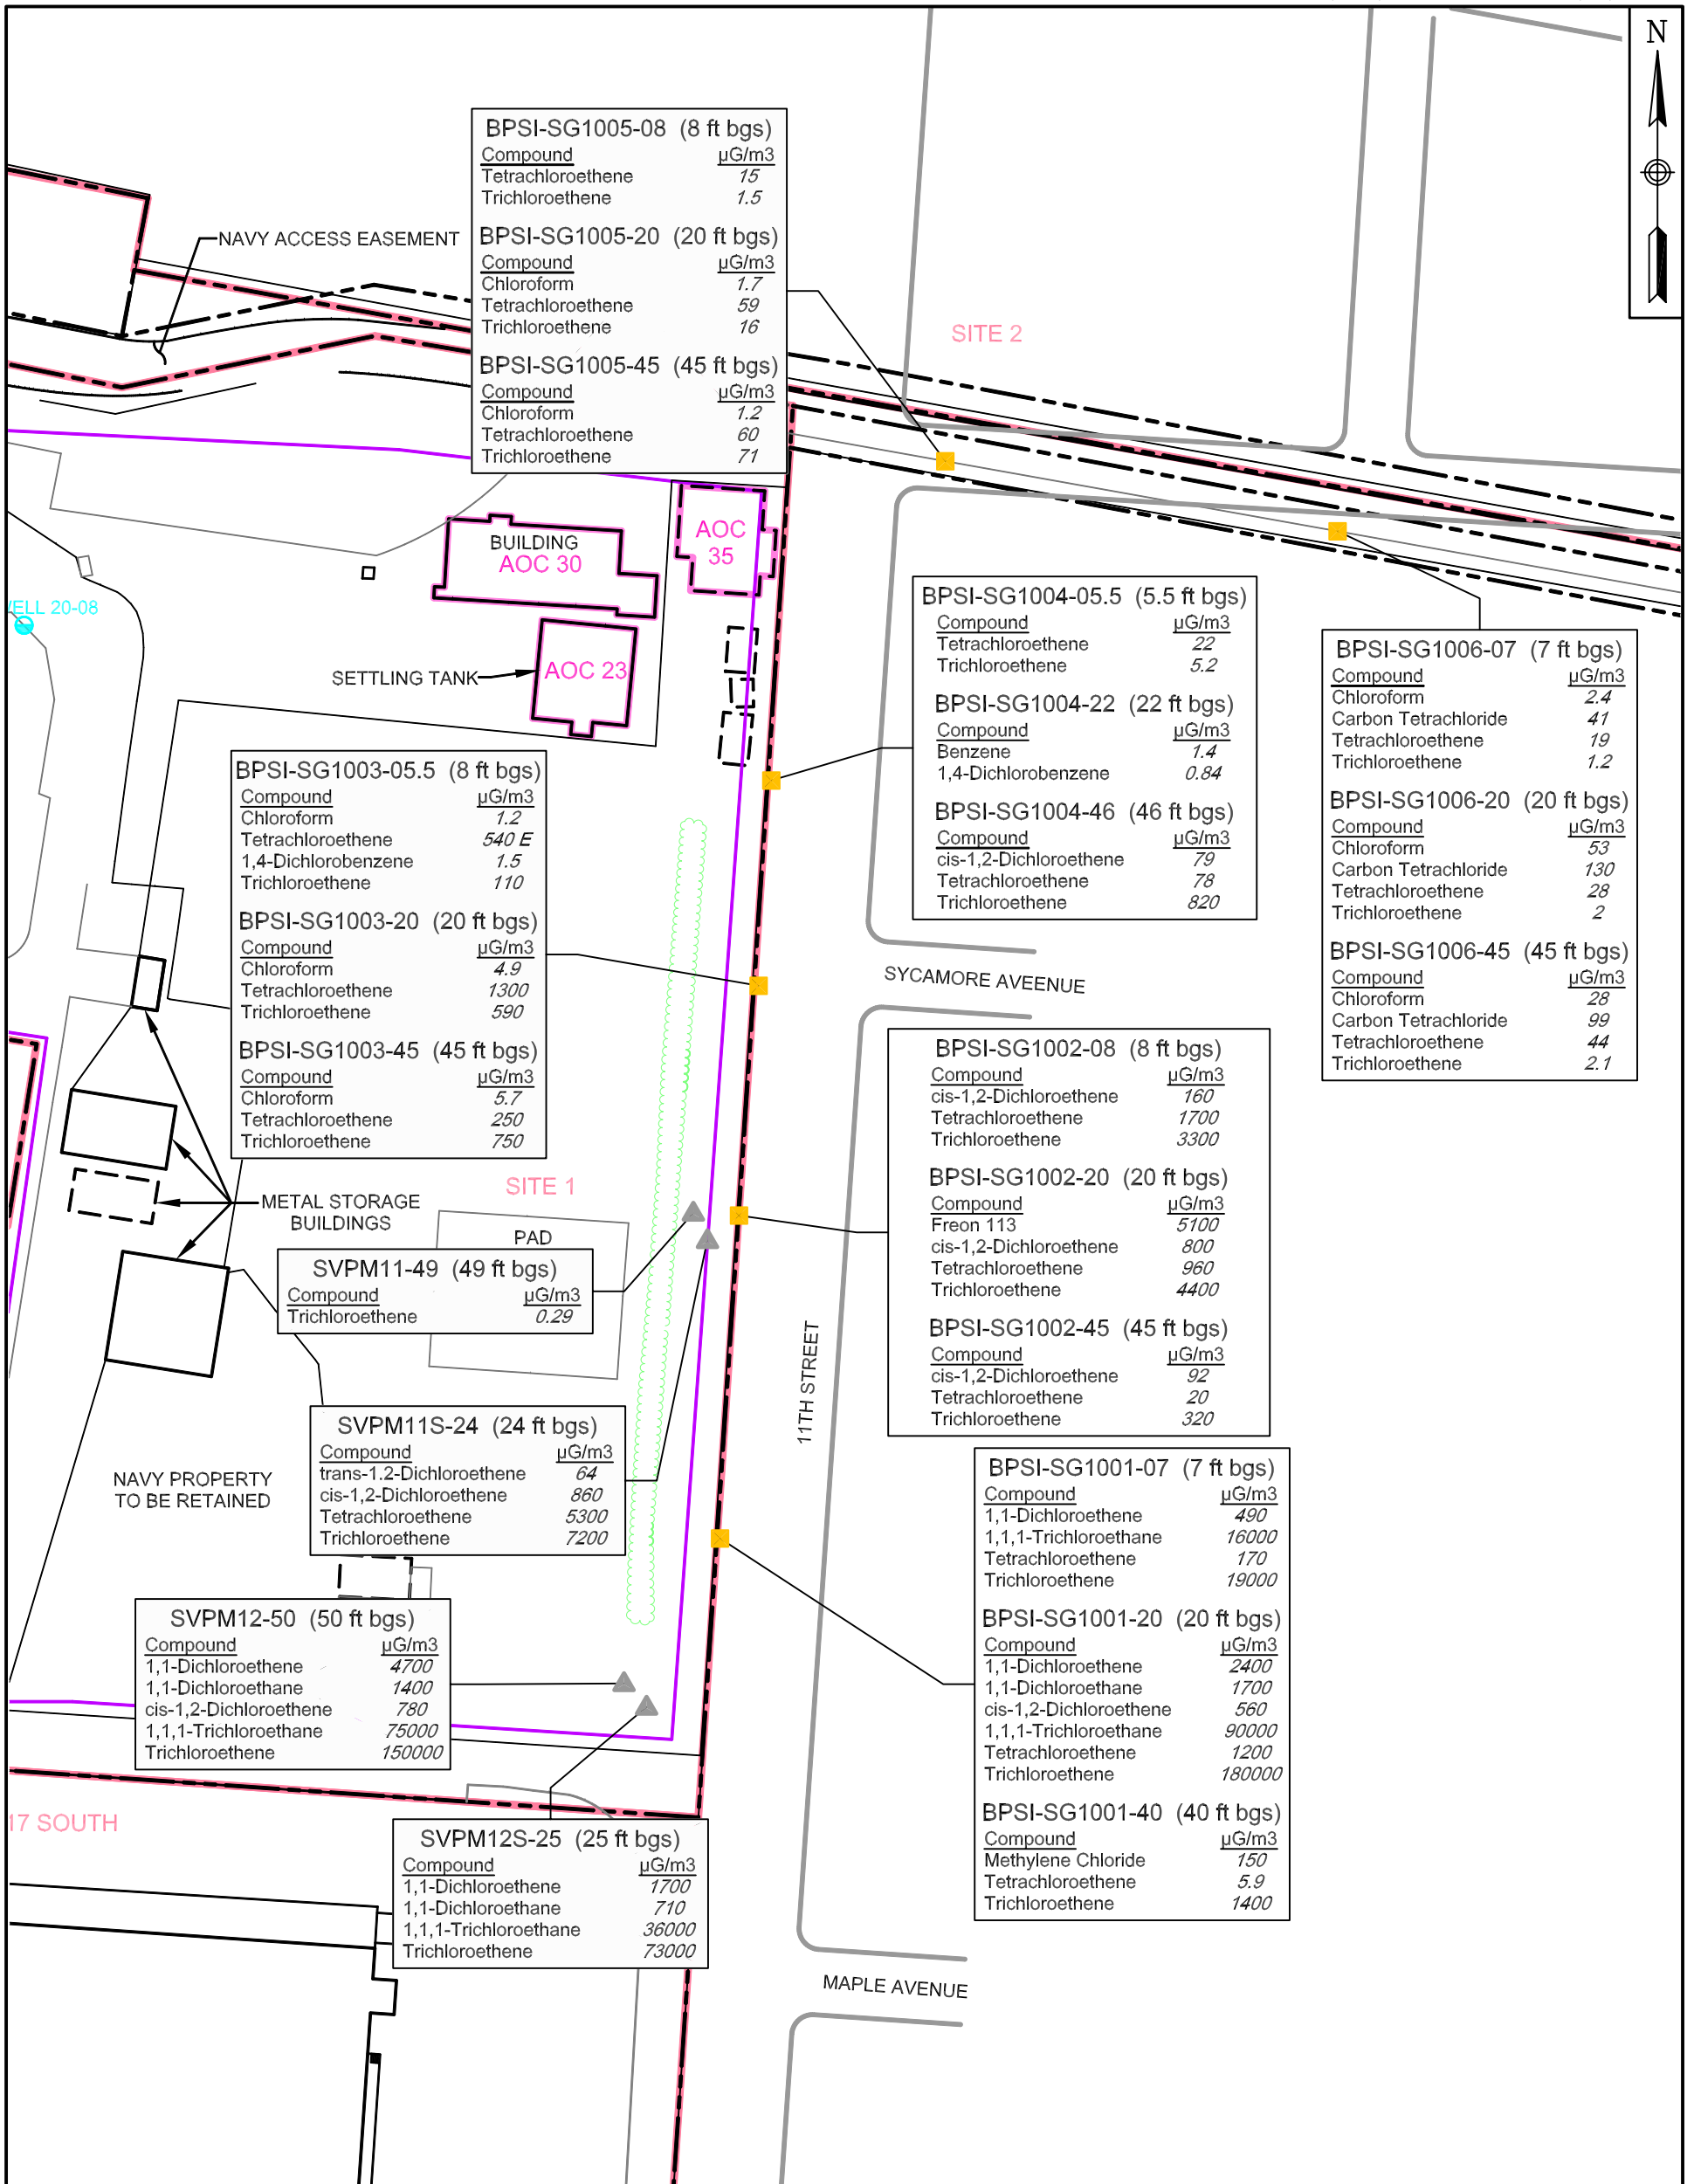 N
BPSI-SG1005-08 (8 ft bgs)
Compound µG/m3
Tetrachloroethene 15
Trichloroethene 1.5
BPSI-SG1005-20 (20 ft bgs)
Compound µG/m3
Chloroform 1.7
Tetrachloroethene 59
Trichloroethene 16
BPSI-SG1005-45 (45 ft bgs)
Compound µG/m3
Chloroform 1.2
Tetrachloroethene 60
Trichloroethene 71
NAVY ACCESS EASEMENT
SITE 2
AOC
35
BUILDING
AOC 30
SETTLING TANK
AOC 23
20-08
BPSI-SG1004-05.5 (5.5 ft bgs)
Compound µG/m3
Tetrachloroethene 22
Trichloroethene 5.2
BPSI-SG1004-22 (22 ft bgs)
Compound µG/m3
Benzene 1.4
1,4-Dichlorobenzene 0.84
BPSI-SG1004-46 (46 ft bgs)
Compound µG/m3
cis-1,2-Dichloroethene 79
Tetrachloroethene 78
Trichloroethene 820
BPSI-SG1006-07 (7 ft bgs)
Compound µG/m3
Chloroform 2.4
Carbon Tetrachloride 41
Tetrachloroethene 19
Trichloroethene 1.2
BPSI-SG1006-20 (20 ft bgs)
Compound µG/m3
Chloroform 53
Carbon Tetrachloride 130
Tetrachloroethene 28
Trichloroethene 2
BPSI-SG1006-45 (45 ft bgs)
Compound µG/m3
Chloroform 28
Carbon Tetrachloride 99
Tetrachloroethene 44
Trichloroethene 2.1
BPSI-SG1003-05.5 (8 ft bgs)
Compound µG/m3
Chloroform 1.2
Tetrachloroethene 540 E
1,4-Dichlorobenzene 1.5
Trichloroethene 110
BPSI-SG1003-20 (20 ft bgs)
Compound µG/m3
Chloroform 4.9
Tetrachloroethene 1300
Trichloroethene 590
BPSI-SG1003-45 (45 ft bgs)
Compound µG/m3
Chloroform 5.7
Tetrachloroethene 250
Trichloroethene 750
SYCAMORE AVEENUE
BPSI-SG1002-08 (8 ft bgs)
Compound µG/m3
cis-1,2-Dichloroethene 160
Tetrachloroethene 1700
Trichloroethene 3300
BPSI-SG1002-20 (20 ft bgs)
Compound µG/m3
Freon 113 5100
cis-1,2-Dichloroethene 800
Tetrachloroethene 960
Trichloroethene 4400
BPSI-SG1002-45 (45 ft bgs)
Compound µG/m3
cis-1,2-Dichloroethene 92
Tetrachloroethene 20
Trichloroethene 320
METAL STORAGE
BUILDINGS
SITE 1
PAD
SVPM11-49 (49 ft bgs)
Compound µG/m3
Trichloroethene 0.29
11TH STREET
SVPM11S-24 (24 ft bgs)
Compound µG/m3
trans-1.2-Dichloroethene 64
cis-1,2-Dichloroethene 860
Tetrachloroethene 5300
Trichloroethene 7200
NAVY PROPERTY
TO BE RETAINED
BPSI-SG1001-07 (7 ft bgs)
Compound µG/m3
1,1-Dichloroethene 490
1,1,1-Trichloroethane 16000
Tetrachloroethene 170
Trichloroethene 19000
BPSI-SG1001-20 (20 ft bgs)
Compound µG/m3
1,1-Dichloroethene 2400
1,1-Dichloroethane 1700
cis-1,2-Dichloroethene 560
1,1,1-Trichloroethane 90000
Tetrachloroethene 1200
Trichloroethene 180000
BPSI-SG1001-40 (40 ft bgs)
Compound µG/m3
Methylene Chloride 150
Tetrachloroethene 5.9
Trichloroethene 1400
SVPM12-50 (50 ft bgs)
Compound µG/m3
1,1-Dichloroethene 4700
1,1-Dichloroethane 1400
cis-1,2-Dichloroethene 780
1,1,1-Trichloroethane 75000
Trichloroethene 150000
17 SOUTH
SVPM12S-25 (25 ft bgs)
Compound µG/m3
1,1-Dichloroethene 1700
1,1-Dichloroethane 710
1,1,1-Trichloroethane 36000
Trichloroethene 73000
MAPLE AVENUE